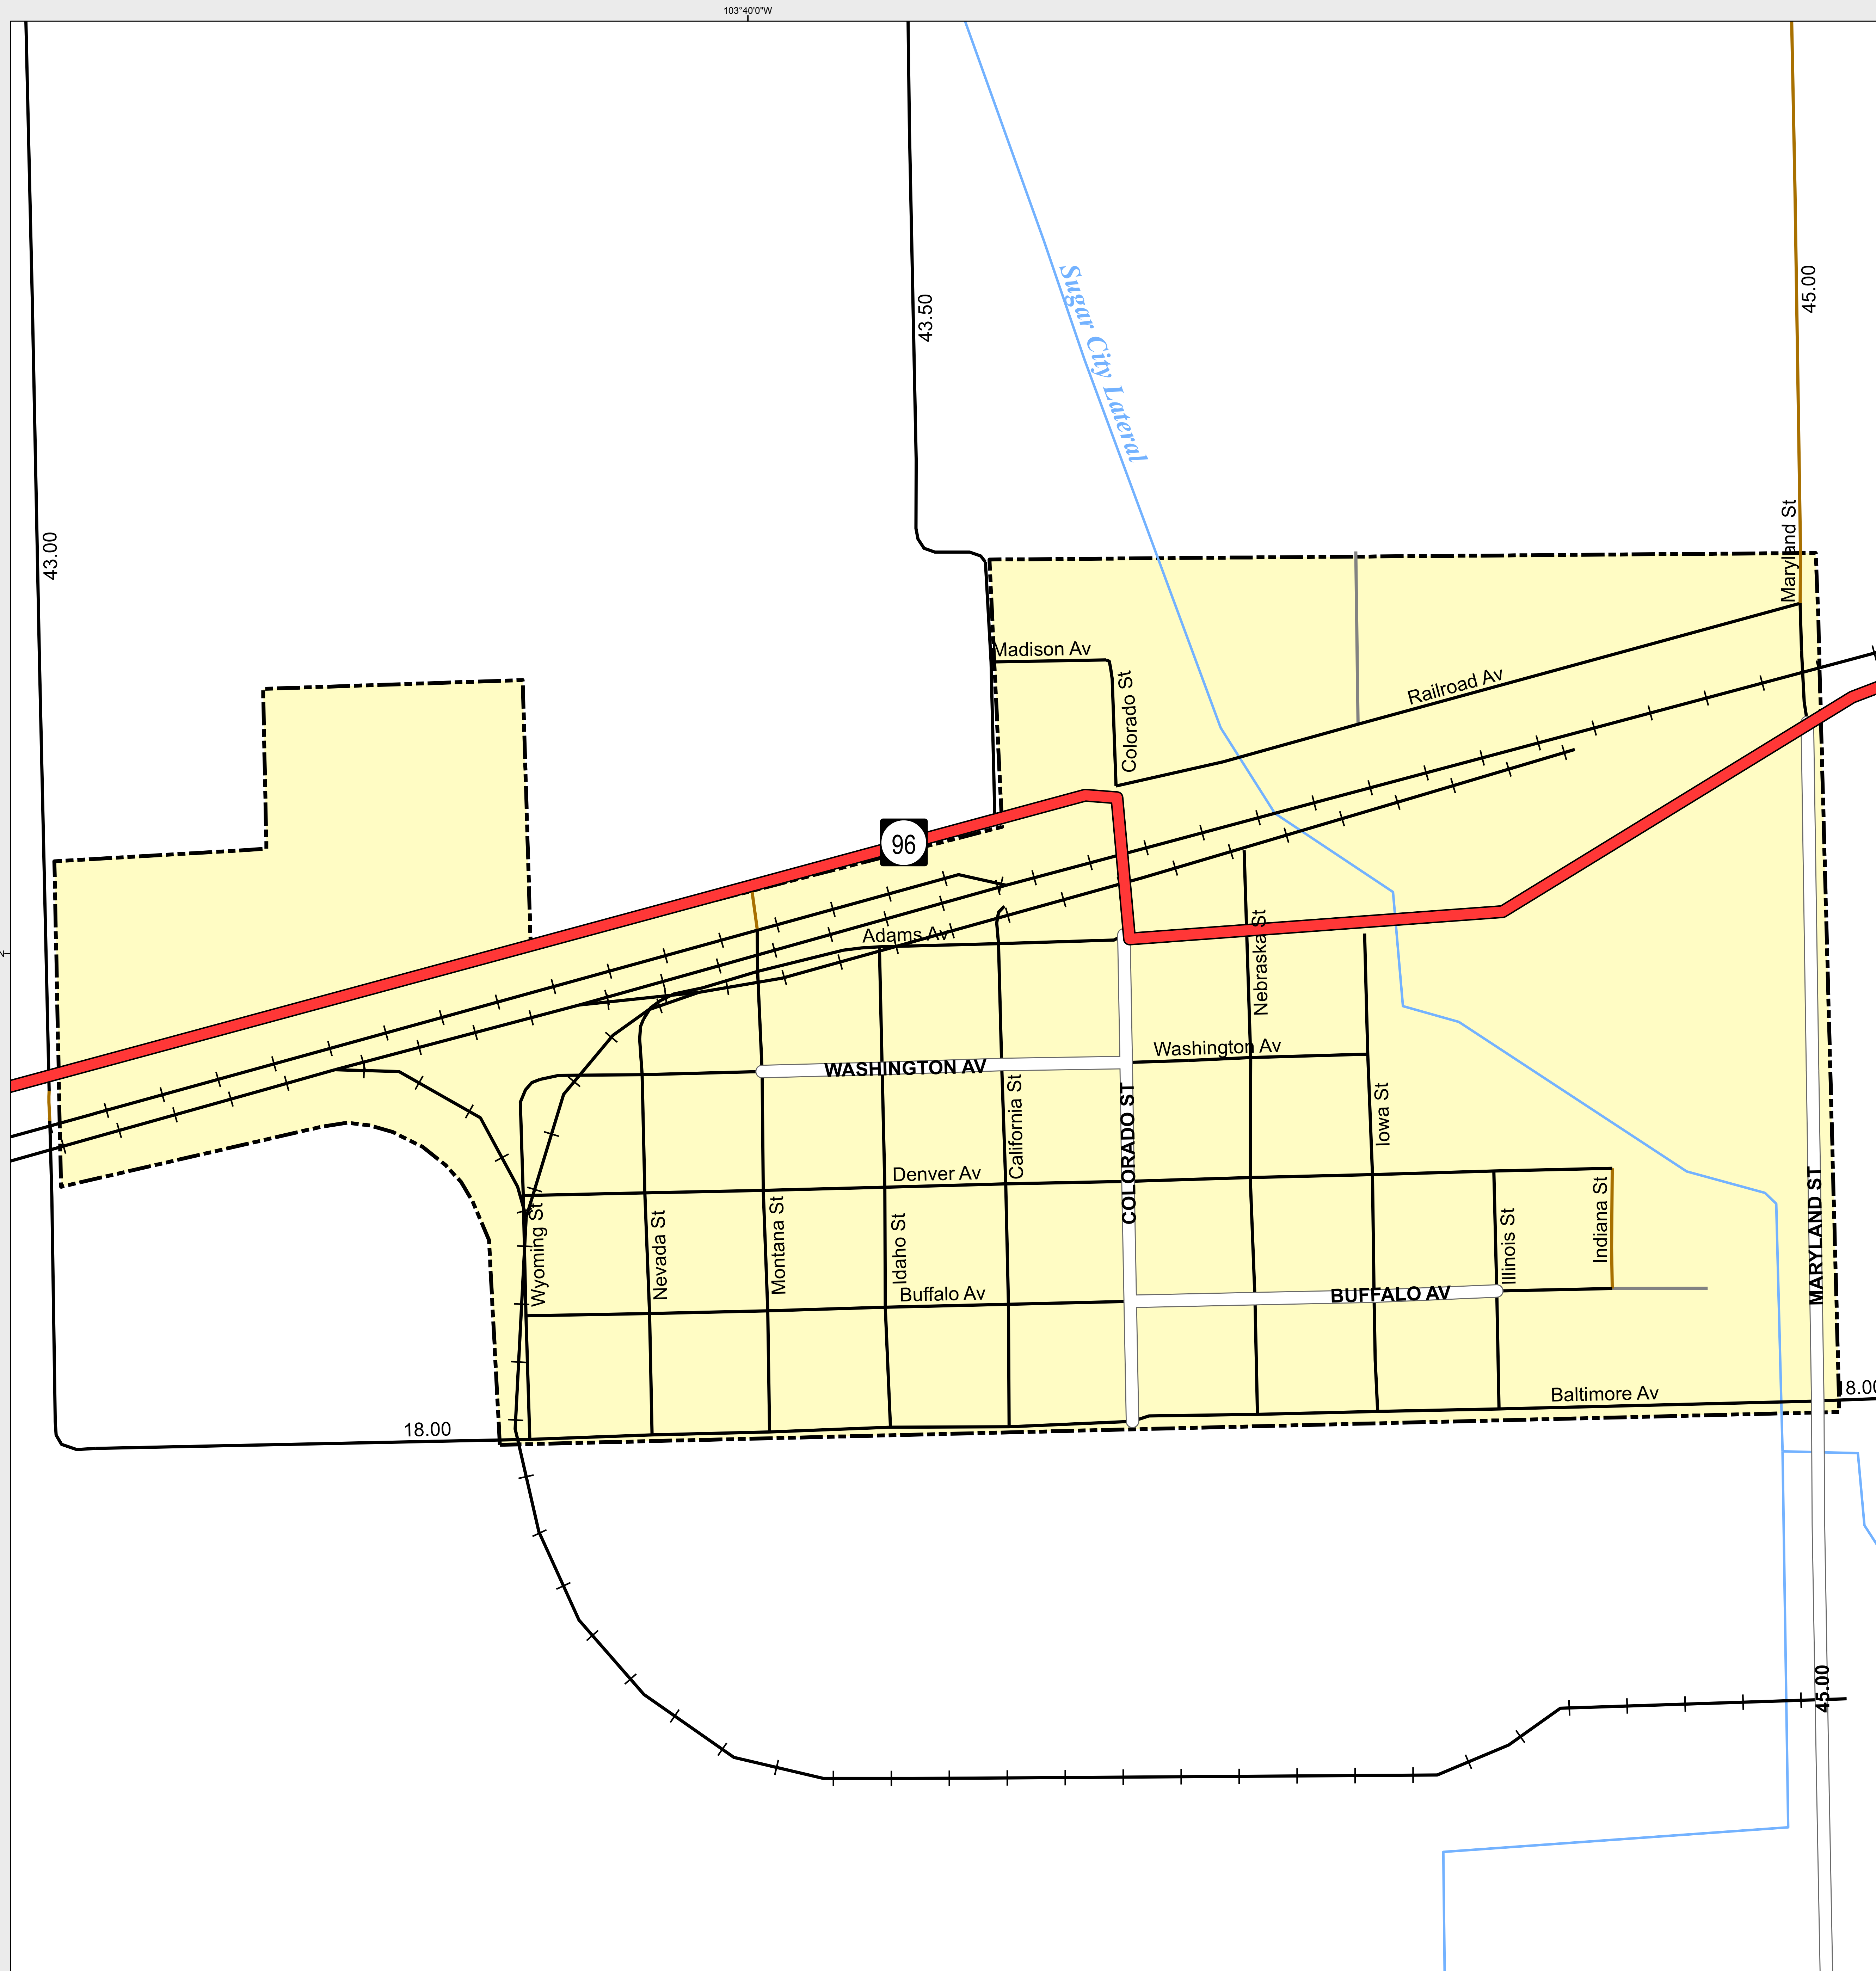 103°40'0"W
45.00
43.50
Sugar City Lateral
43.00
Maryland St
Madison Av
Colorado St
Railroad Av
96
Adams Av
Nebraska St
Washington Av
WASHINGTON AV
California St
COLORADO ST
Iowa St
Denver Av
Wyoming St
Nevada St
Montana St
Idaho St
Illinois St
Indiana St
MARYLAND ST
Buffalo Av
BUFFALO AV
Baltimore Av
18.00
18.00
45.00